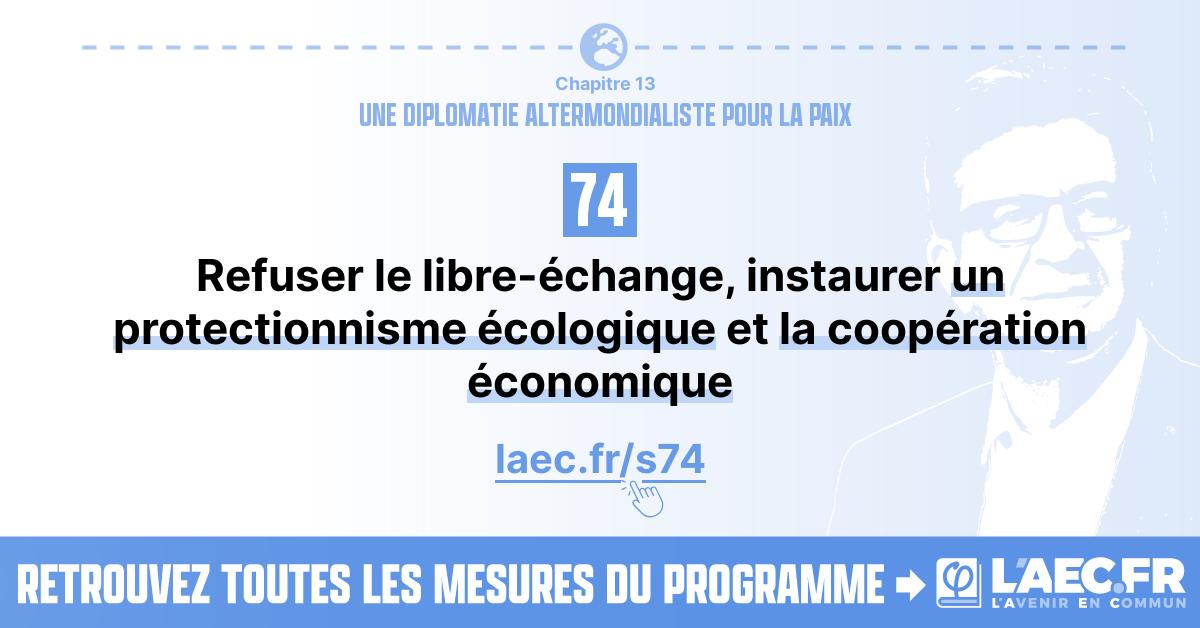 Chapitre 13
UNE DIPLOMATIE ALTERMONDIALISTE POUR LA PAIX
74
Refuser le libre-échange, instaurer un
protectionnisme écologique et la coopération
économique
laec.fr/s74
RETROUVEZ TOUTES LES MESURES DU PROGRAMME
φ
L'AEC.FR
L'AVENIR EN COMMUN